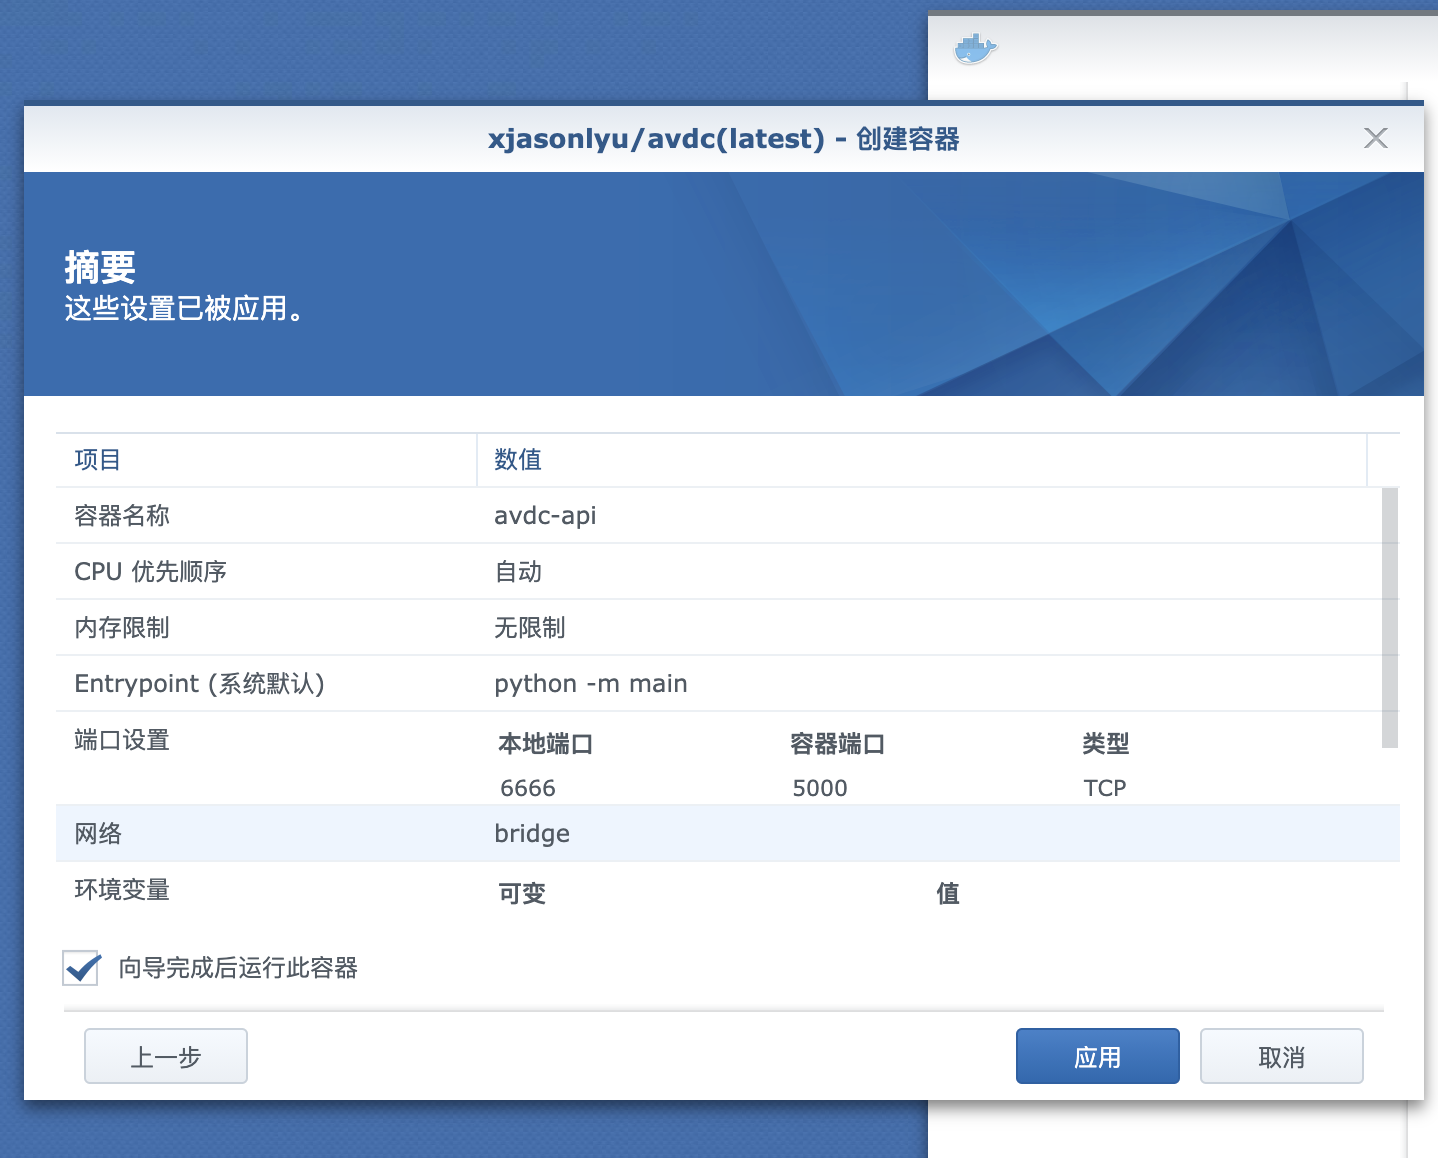 xjasonlyu/avdc(latest) - 创建容器
摘要
这些设置已被应用。
项目 数值
容器名称 avdc-api
CPU 优先顺序 自动
内存限制 无限制
Entrypoint (系统默认) python -m main
端口设置 本地端口 容器端口 类型
6666 5000 TCP
网络 bridge
环境变量 可变 值
向导完成后运行此容器
上一步 应用 取消